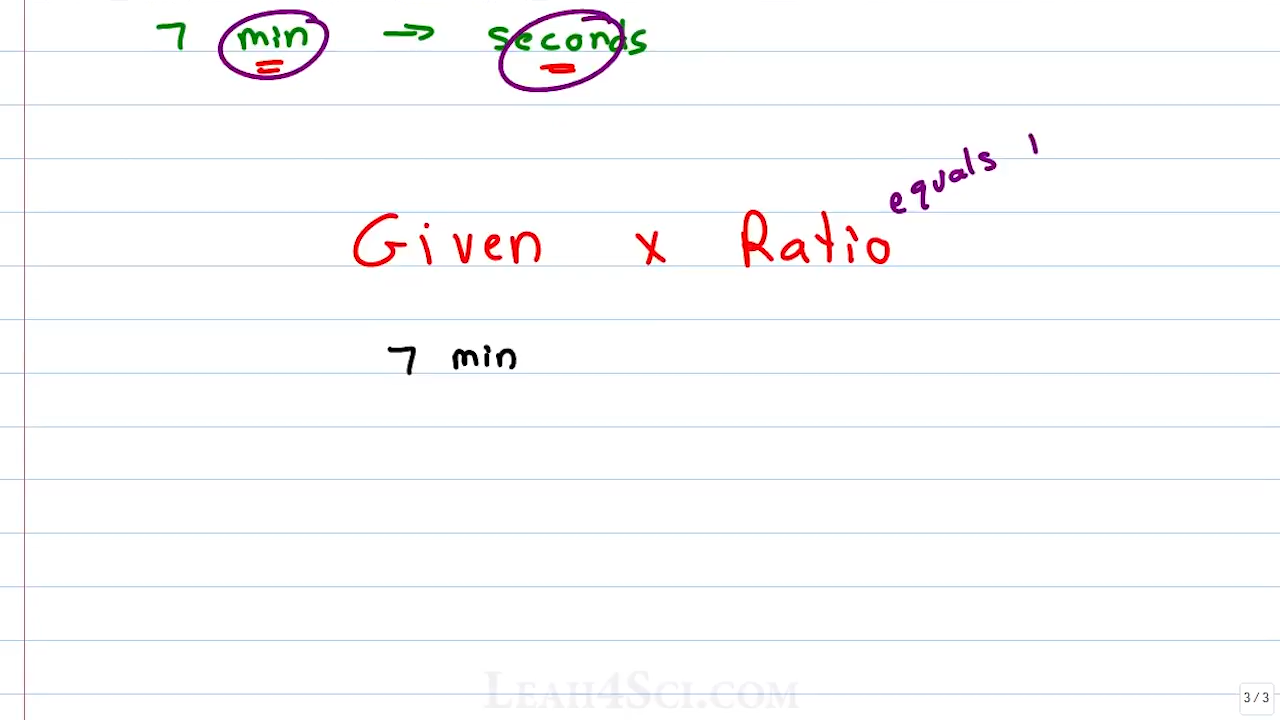 7 min → seconds
equals 1
Given x Ratio
7 min
LEAH4SCI.COM
3/3